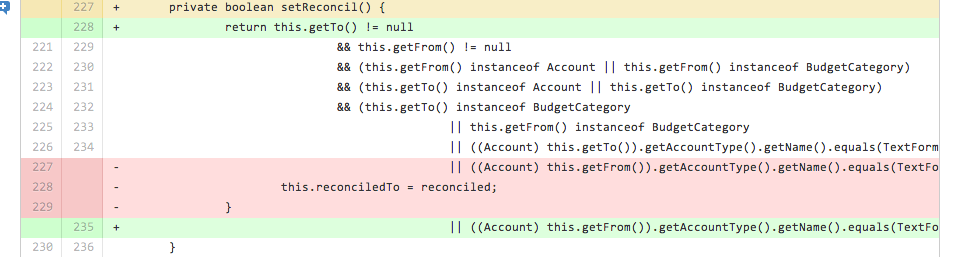 227 + private boolean setReconcil() {
228 + return this.getTo() != null
221 229 && this.getFrom() != null
222 230 && (this.getFrom() instanceof Account || this.getFrom() instanceof BudgetCategory)
223 231 && (this.getTo() instanceof Account || this.getTo() instanceof BudgetCategory)
224 232 && (this.getTo() instanceof BudgetCategory
225 233 || this.getFrom() instanceof BudgetCategory
226 234 || ((Account) this.getTo()).getAccountType().getName().equals(TextForm
227 - || ((Account) this.getFrom()).getAccountType().getName().equals(TextFo
228 - this.reconciledTo = reconciled;
229 - }
235 + || ((Account) this.getFrom()).getAccountType().getName().equals(TextFo
230 236 }